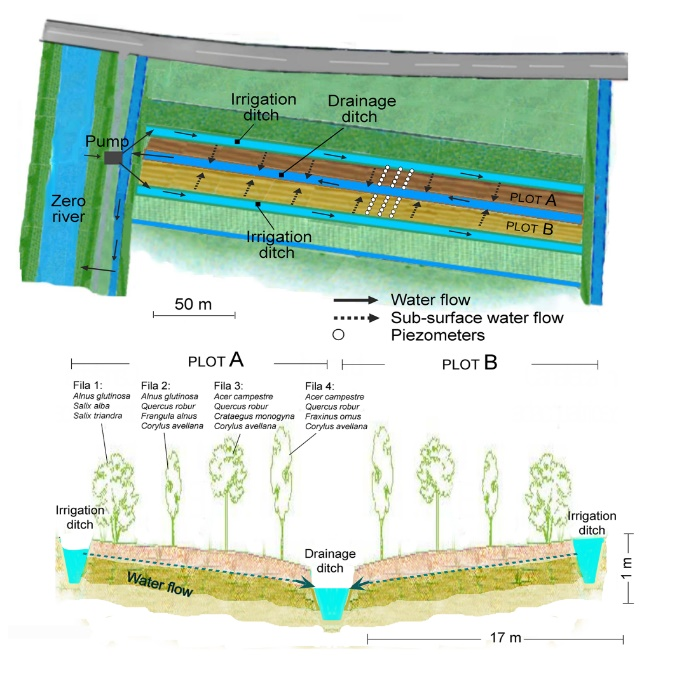 Irrigation
ditch
Drainage
ditch
Pump
Zero
river
PLOT A
PLOT B
Irrigation
ditch
50 m
Water flow
Sub-surface water flow
Piezometers
PLOT A
PLOT B
Fila 1:
Alnus glutinosa
Salix alba
Salix triandra
Fila 2:
Alnus glutinosa
Quercus robur
Frangula alnus
Corylus avellana
Fila 3:
Acer campestre
Quercus robur
Crataegus monogyna
Corylus avellana
Fila 4:
Acer campestre
Quercus robur
Fraxinus ornus
Corylus avellana
Irrigation
ditch
Irrigation
ditch
Drainage
ditch
Water flow
1 m
17 m